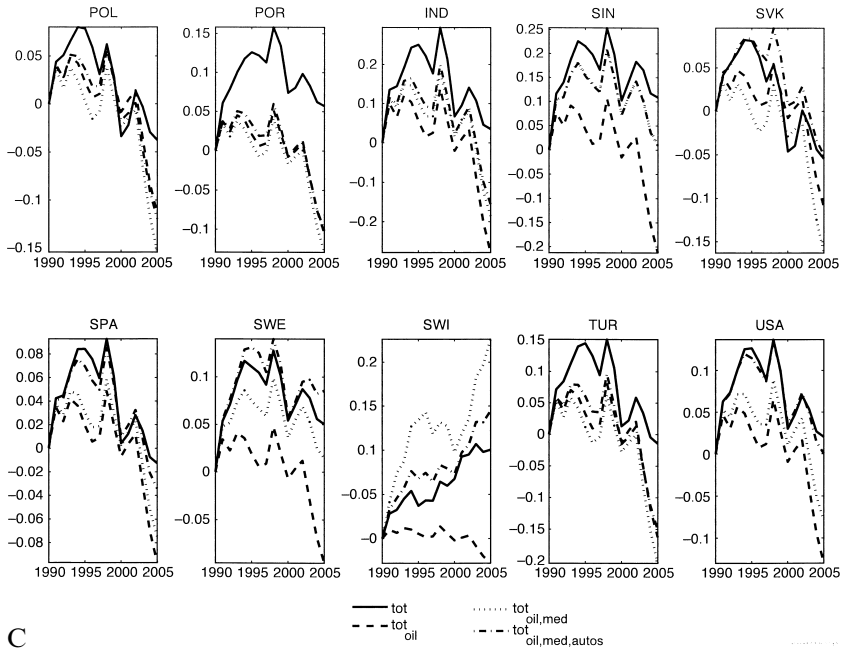 POL
0.05
0
−0.05
−0.1
−0.15
1990 1995 2000 2005
POR
0.15
0.1
0.05
0
−0.05
−0.1
1990 1995 2000 2005
IND
0.2
0.1
0
−0.1
−0.2
1990 1995 2000 2005
SIN
0.25
0.2
0.15
0.1
0.05
0
−0.05
−0.1
−0.15
−0.2
1990 1995 2000 2005
SVK
0.05
0
−0.05
−0.1
−0.15
1990 1995 2000 2005
SPA
0.08
0.06
0.04
0.02
0
−0.02
−0.04
−0.06
−0.08
1990 1995 2000 2005
SWE
0.1
0.05
0
−0.05
1990 1995 2000 2005
SWI
0.2
0.15
0.1
−0.05
−0
1990 1995 2000 2005
TUR
0.15
0.1
0.05
0
−0.05
−0.1
−0.15
−0.2
1990 1995 2000 2005
USA
0.1
0.05
0
−0.05
−0.1
1990 1995 2000 2005
tot
tot oil
tot oil,med
tot oil,med,autos
C